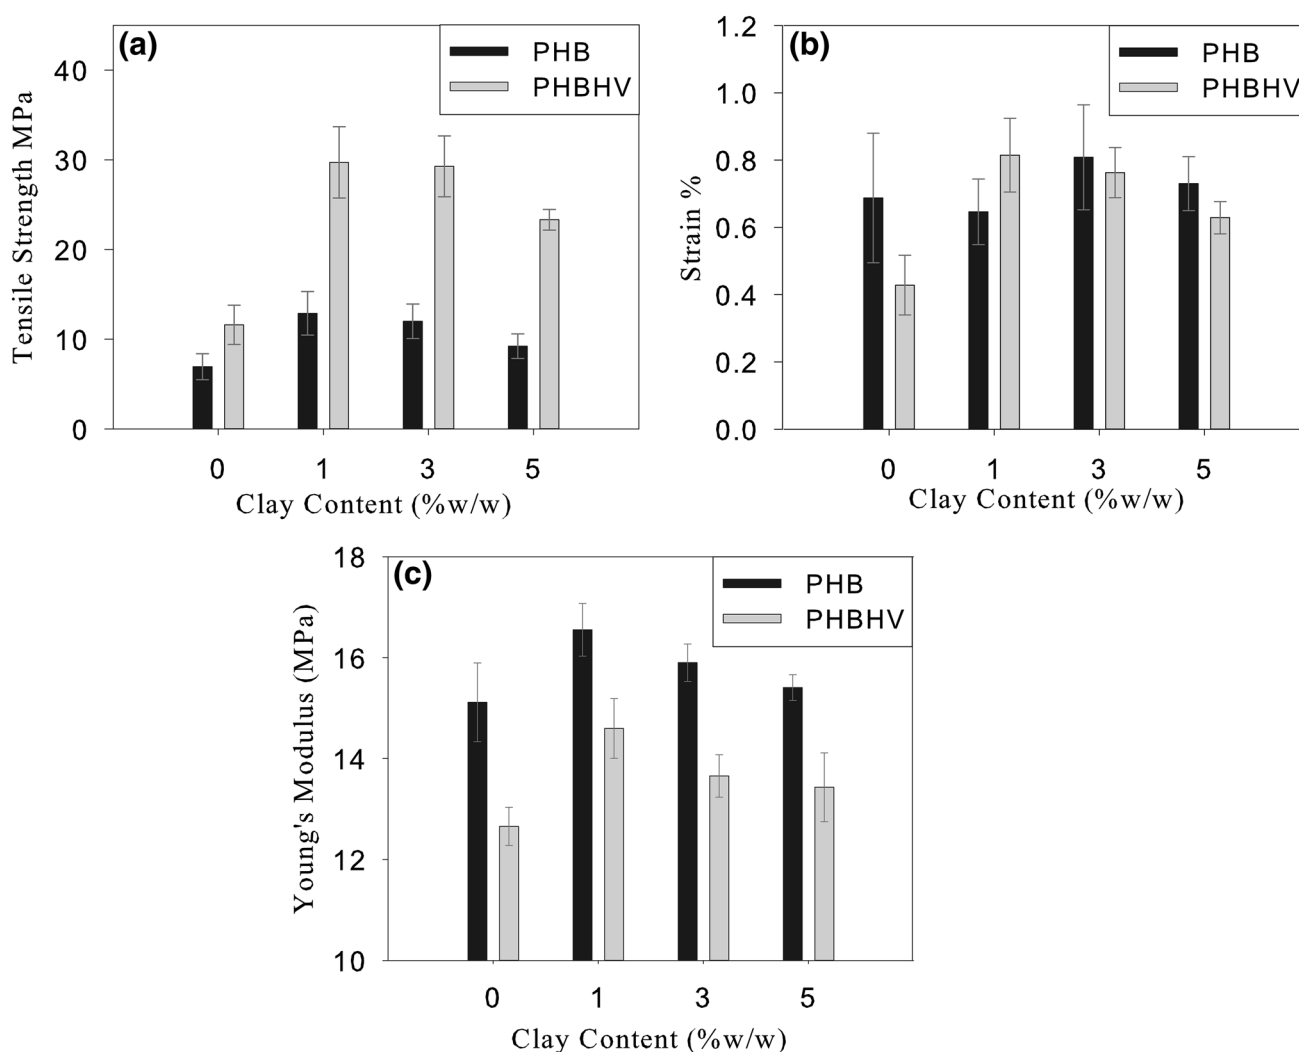 (a)
PHB
PHBHV
Tensile Strength MPa
40
30
20
10
0
0 1 3 5
Clay Content (%w/w)
(b)
PHB
PHBHV
Strain %
1.2
1.0
0.8
0.6
0.4
0.2
0.0
0 1 3 5
Clay Content (%w/w)
(c)
PHB
PHBHV
Young's Modulus (MPa)
18
16
14
12
10
0 1 3 5
Clay Content (%w/w)